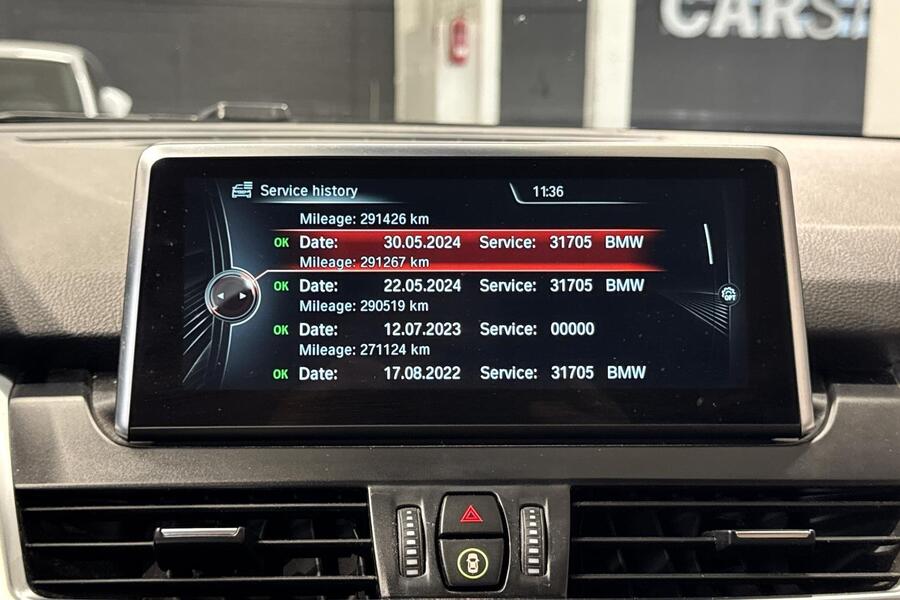 CARS
Service history
11:36
Mileage: 291426 km
OK Date: 30.05.2024 Service: 31705 BMW
Mileage: 291267 km
OK Date: 22.05.2024 Service: 31705 BMW
Mileage: 290519 km
OK Date: 12.07.2023 Service: 00000
Mileage: 271124 km
OK Date: 17.08.2022 Service: 31705 BMW
OPT